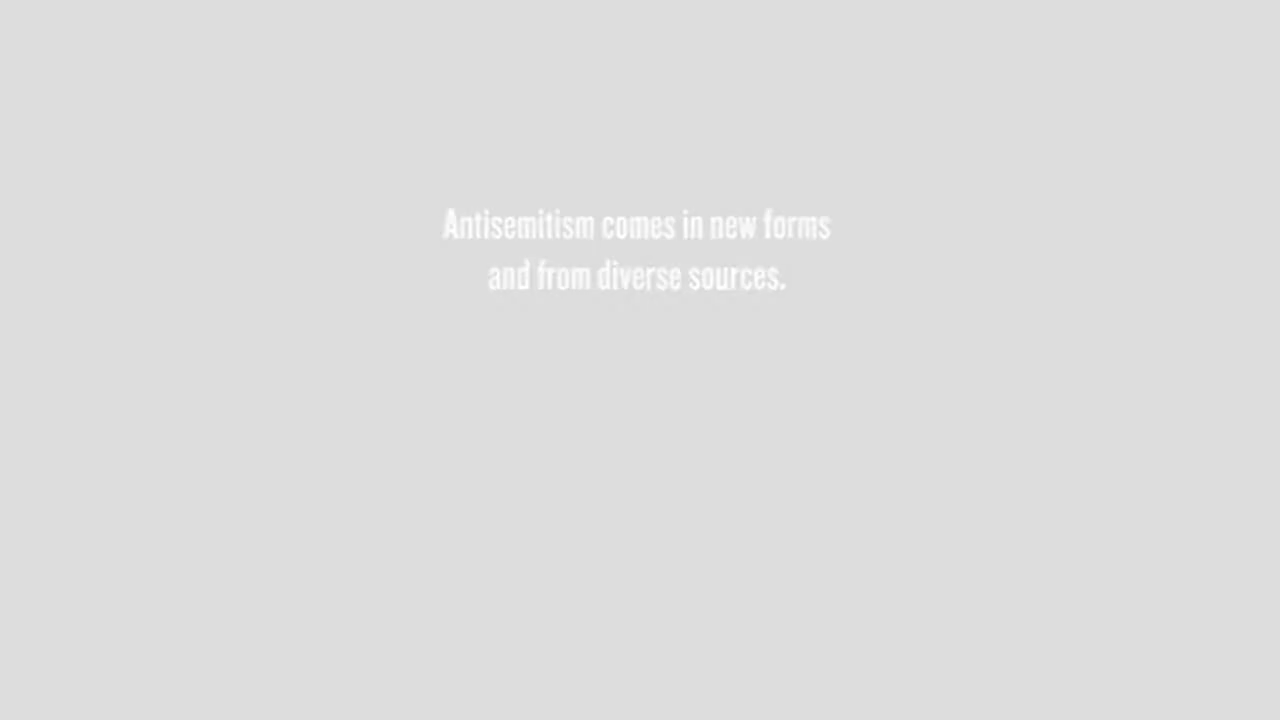 Antisemitism comes in new forms
and from diverse sources.